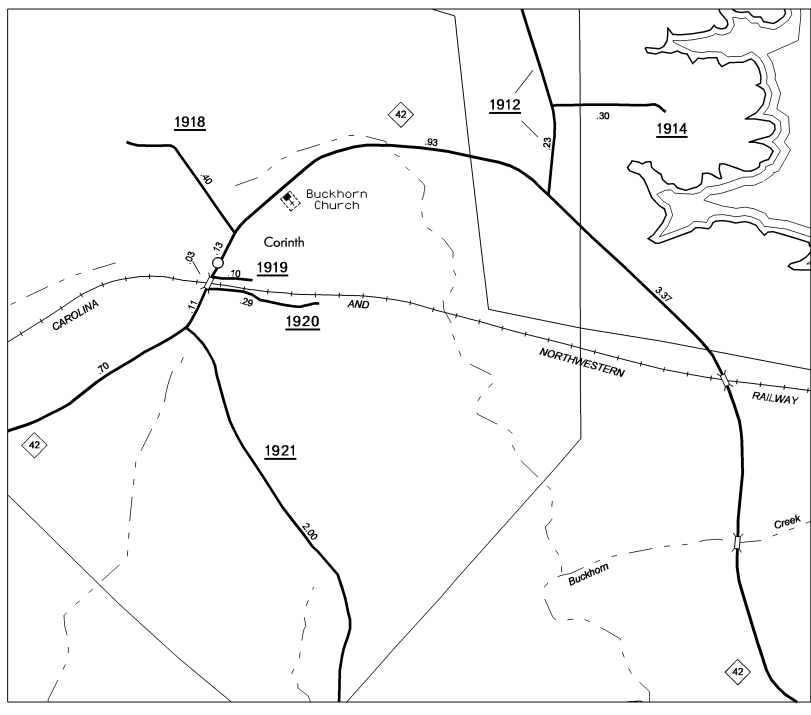 1918
42
.93
1912
.30
1914
.23
.40
Buckhorn
Church
.13
Corinth
.03
.10
1919
.11
.29
1920
CAROLINA
AND
NORTHWESTERN
RAILWAY
3.37
.70
42
1921
2.00
Buckhorn
Creek
42